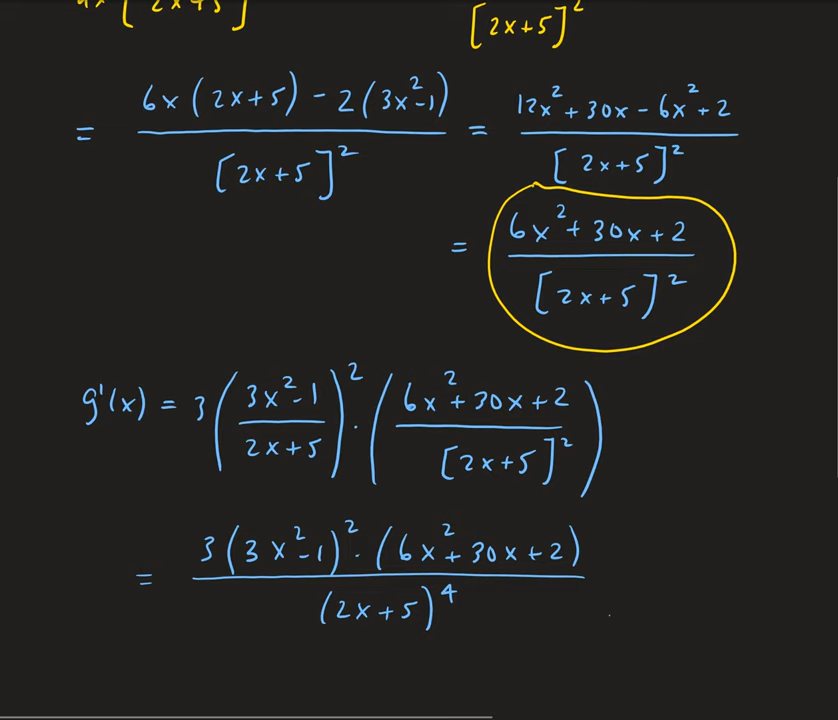 [2x+5]²
= 6x(2x+5) - 2(3x²-1) / [2x+5]² = 12x² + 30x - 6x² + 2 / [2x+5]²
= 6x² + 30x + 2 / [2x+5]²
g'(x) = 3(3x²-1 / 2x+5)² · (6x² + 30x + 2 / [2x+5]²)
= 3(3x²-1)² · (6x² + 30x + 2) / (2x+5)⁴